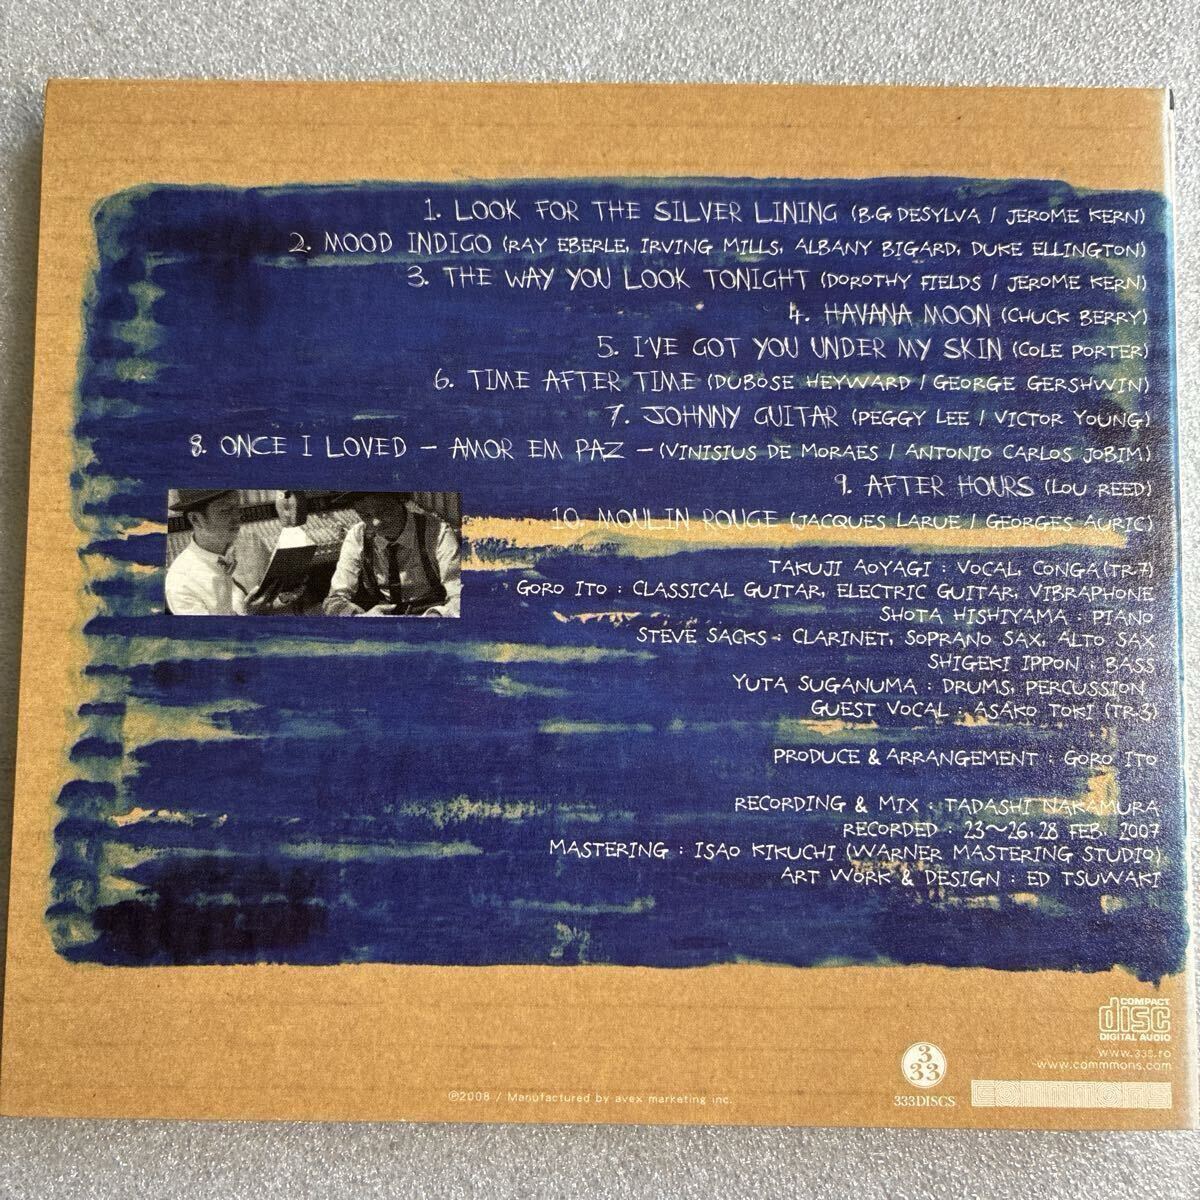 1. LOOK FOR THE SILVER LINING (B.G. DESYLVA / JEROME KERN)
2. MOOD INDIGO (RAY EBERLE, IRVING MILLS, ALBANY BIGARD, DUKE ELLINGTON)
3. THE WAY YOU LOOK TONIGHT (DOROTHY FIELDS / JEROME KERN)
4. HAVANA MOON (CHUCK BERRY)
5. I'VE GOT YOU UNDER MY SKIN (COLE PORTER)
6. TIME AFTER TIME (DUBOSE HEYWARD / GEORGE GERSHWIN)
7. JOHNNY GUITAR (PEGGY LEE / VICTOR YOUNG)
8. ONCE I LOVED – AMOR EM PAZ – (VINISIUS DE MORAES / ANTONIO CARLOS JOBIM)
9. AFTER HOURS (LOU REED)
10. MOULIN ROUGE (JACQUES LARUE / GEORGES AURIC)
TAKUJI AOYAGI : VOCAL, CONGA (TR-7)
GORO ITO : CLASSICAL GUITAR, ELECTRIC GUITAR, VIBRAPHONE
SHOTA HISHIYAMA : PIANO
STEVE SACKS : CLARINET, SOPRANO SAX, ALTO SAX
SHIGEKI IPPON : BASS
YUTA SUGANUMA : DRUMS, PERCUSSION
GUEST VOCAL : ASAKO TOKI (TR-3)
PRODUCE & ARRANGEMENT : GORO ITO
RECORDING & MIX : TADASHI NAKAMURA
RECORDED : 23~26, 28 FEB. 2007
MASTERING : ISAO KIKUCHI (WARNER MASTERING STUDIO)
ART WORK & DESIGN : ED TSUWAKI
COMPACT
disc
DIGITAL AUDIO
www.333.ro
www.commmons.com
3
33
333DISCS
commmons
℗2008 / Manufactured by avex marketing inc.